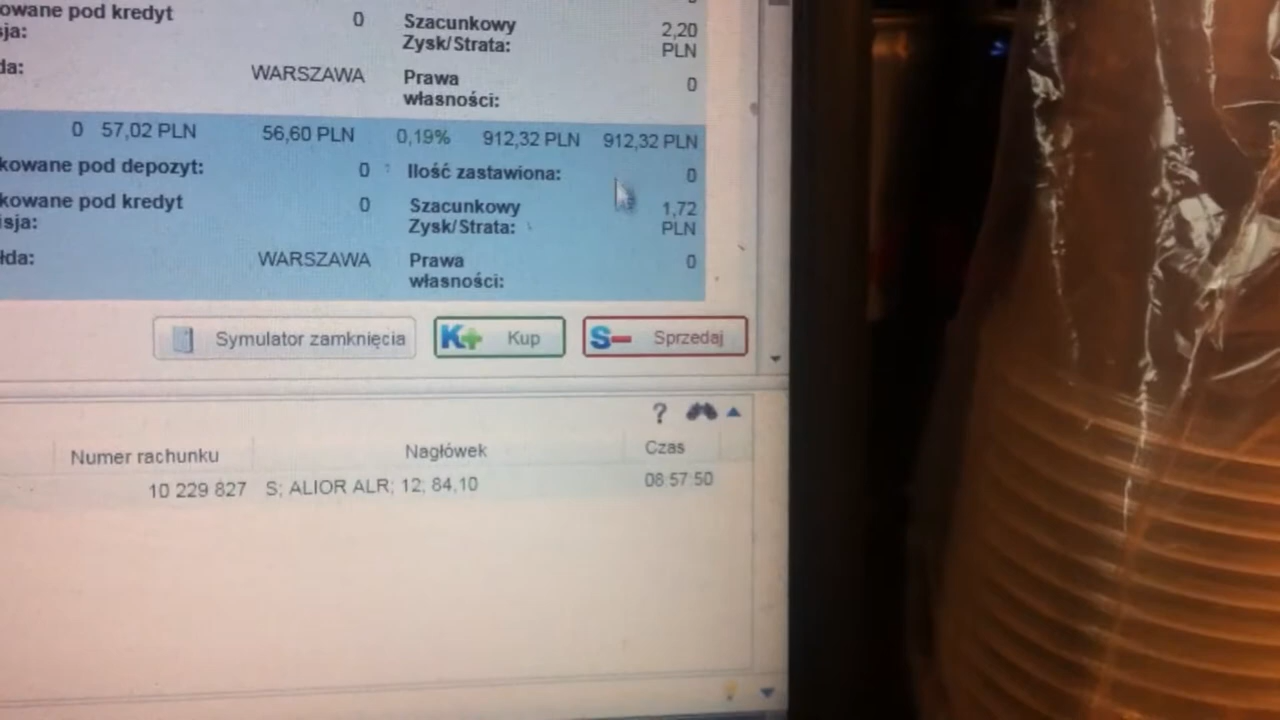 owane pod kredyt 0 Szacunkowy 2,20
sja: Zysk/Strata: PLN
da: WARSZAWA Prawa 0
własności:
0 57,02 PLN 56,60 PLN 0,19% 912,32 PLN 912,32 PLN
kowane pod depozyt: 0 Ilość zastawiona: 0
kowane pod kredyt 0 Szacunkowy 1,72
isja: Zysk/Strata: PLN
łda: WARSZAWA Prawa 0
własności:
Symulator zamknięcia K+ Kup S- Sprzedaj
?
Numer rachunku Nagłówek Czas
10 229 827 S; ALIOR ALR; 12; 84,10 08:57:50